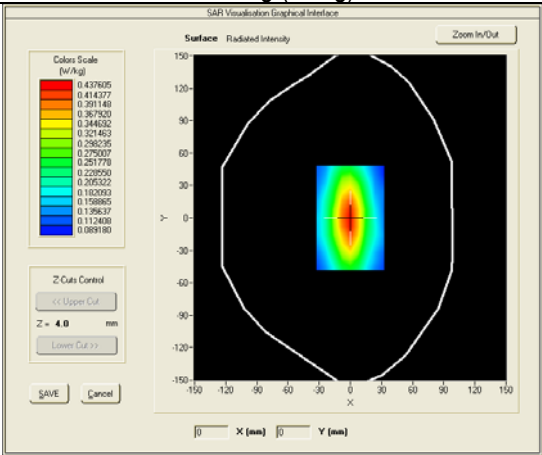 SAR Visualisation Graphical Interface
Surface Radiated Intensity
Zoom In/Out
Colors Scale
(W/kg)
0.437605
0.414377
0.391148
0.367920
0.344692
0.321463
0.298235
0.275007
0.251778
0.228550
0.205322
0.182093
0.158865
0.135637
0.112408
0.089180
150
120
90
60
30
0
-30
-60
-90
-120
-150
Y
-150 -120 -90 -60 -30 0 30 60 90 120 150
X
Z-Cuts Control
<< Upper Cut
Z = 4.0 mm
Lower Cut >>
SAVE Cancel
0 X (mm) 0 Y (mm)